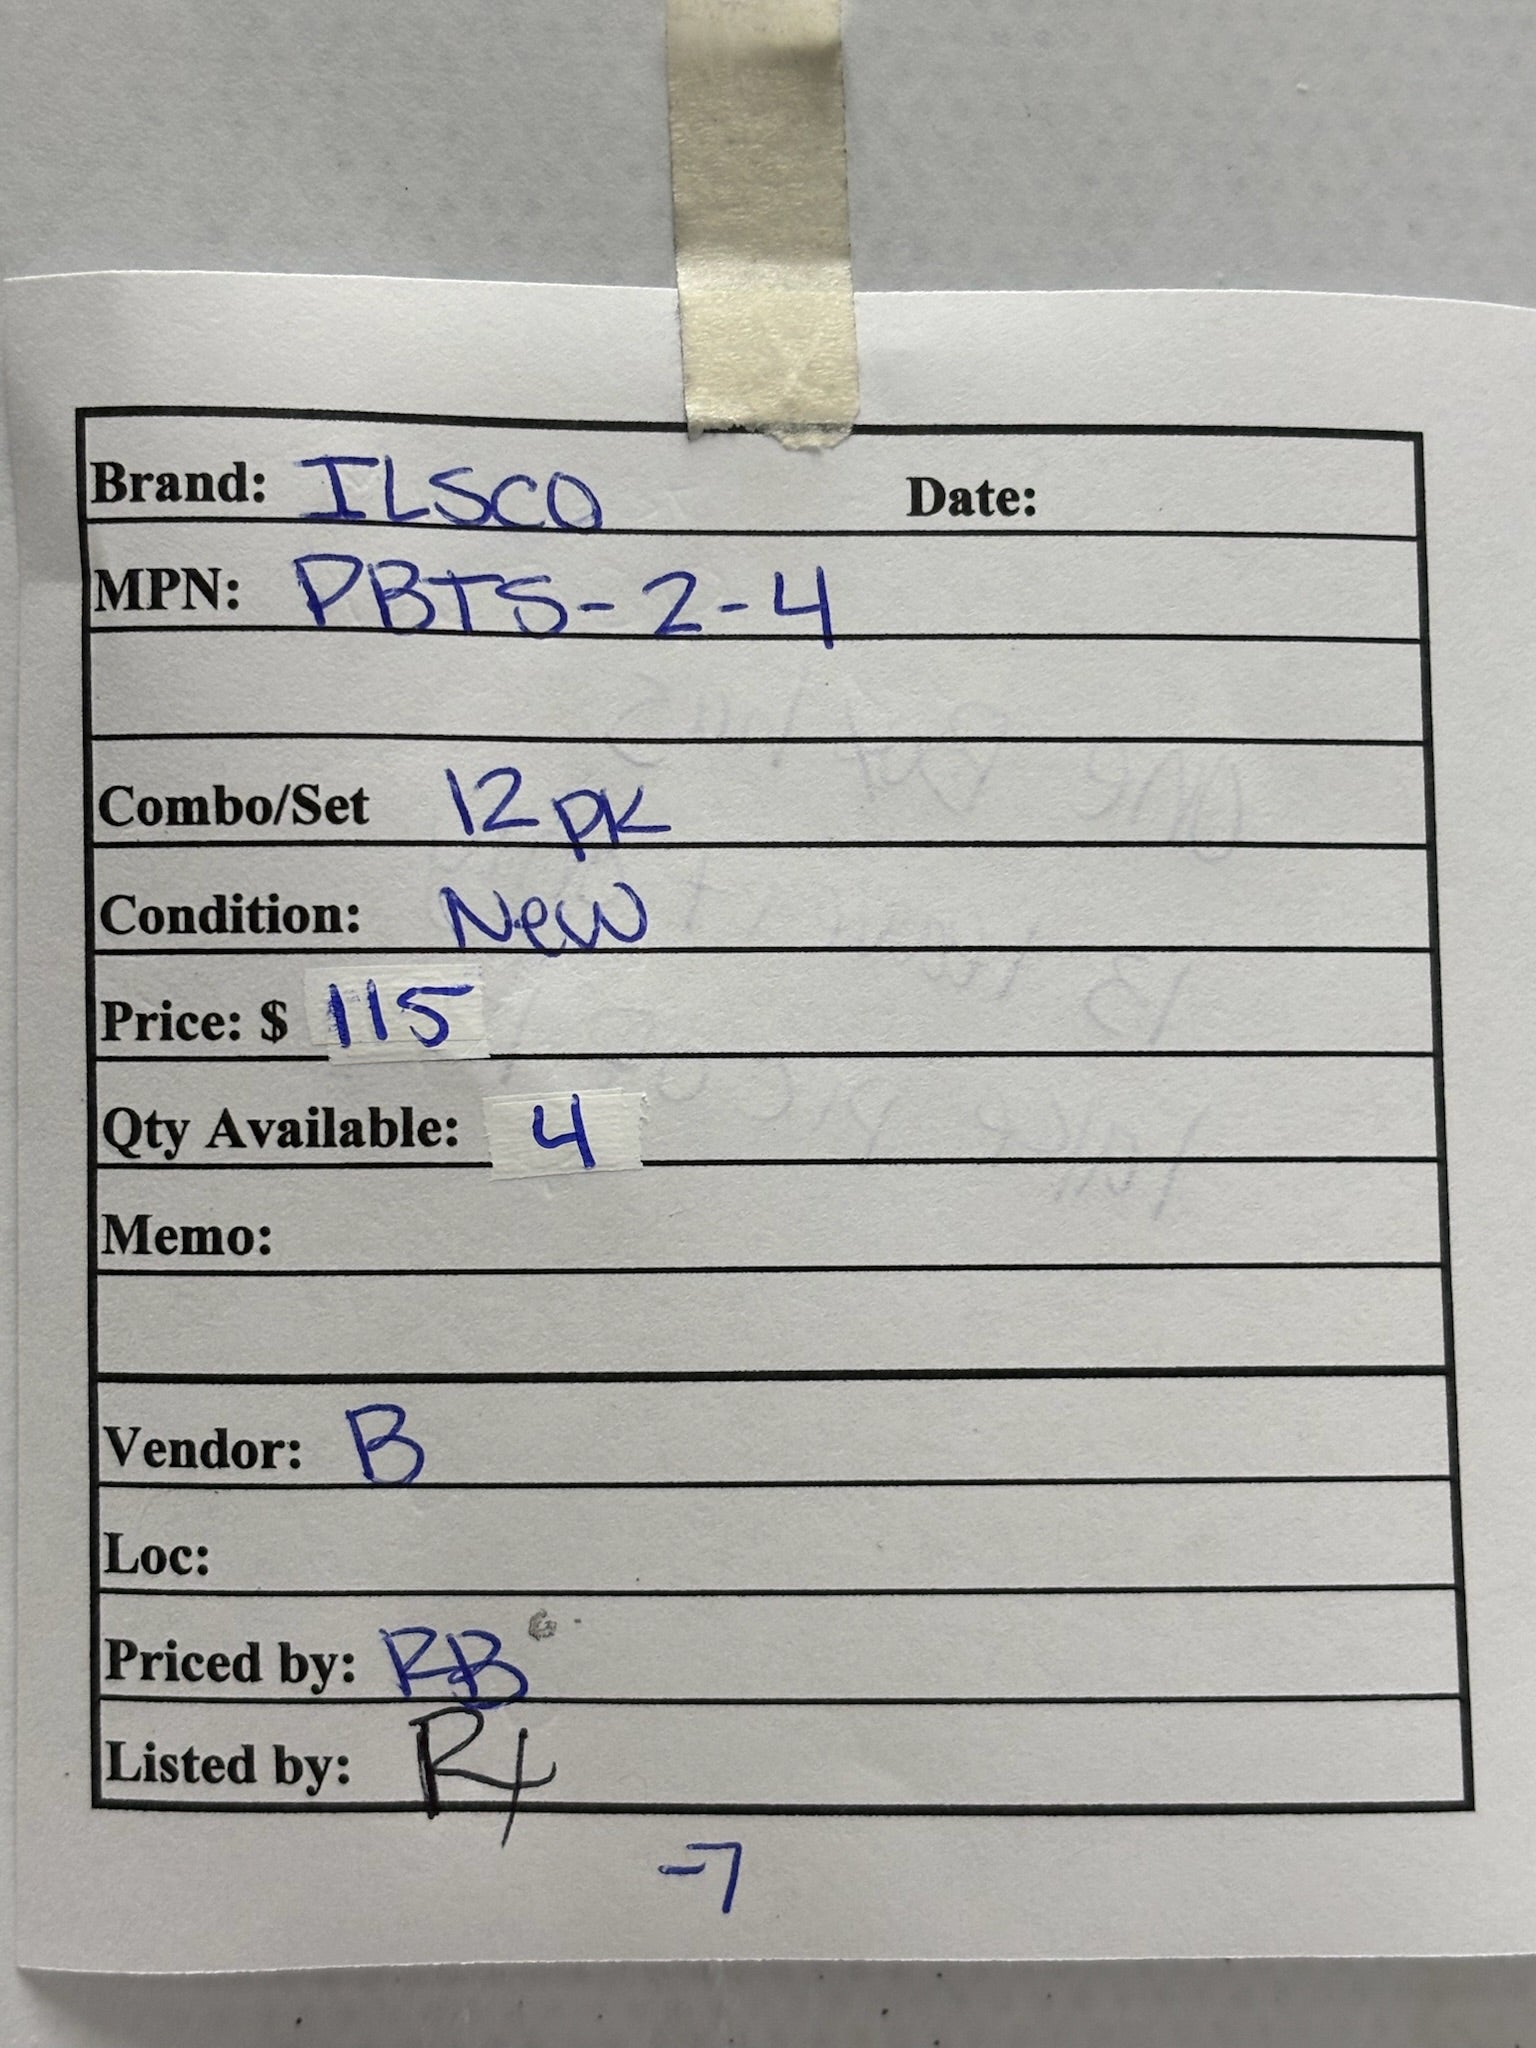 Brand: ILSCO Date:
MPN: PBTS-2-4
Combo/Set 12 PK
Condition: New
Price: $ 115
Qty Available: 4
Memo:
Vendor: B
Loc:
Priced by: RB
Listed by:
-7